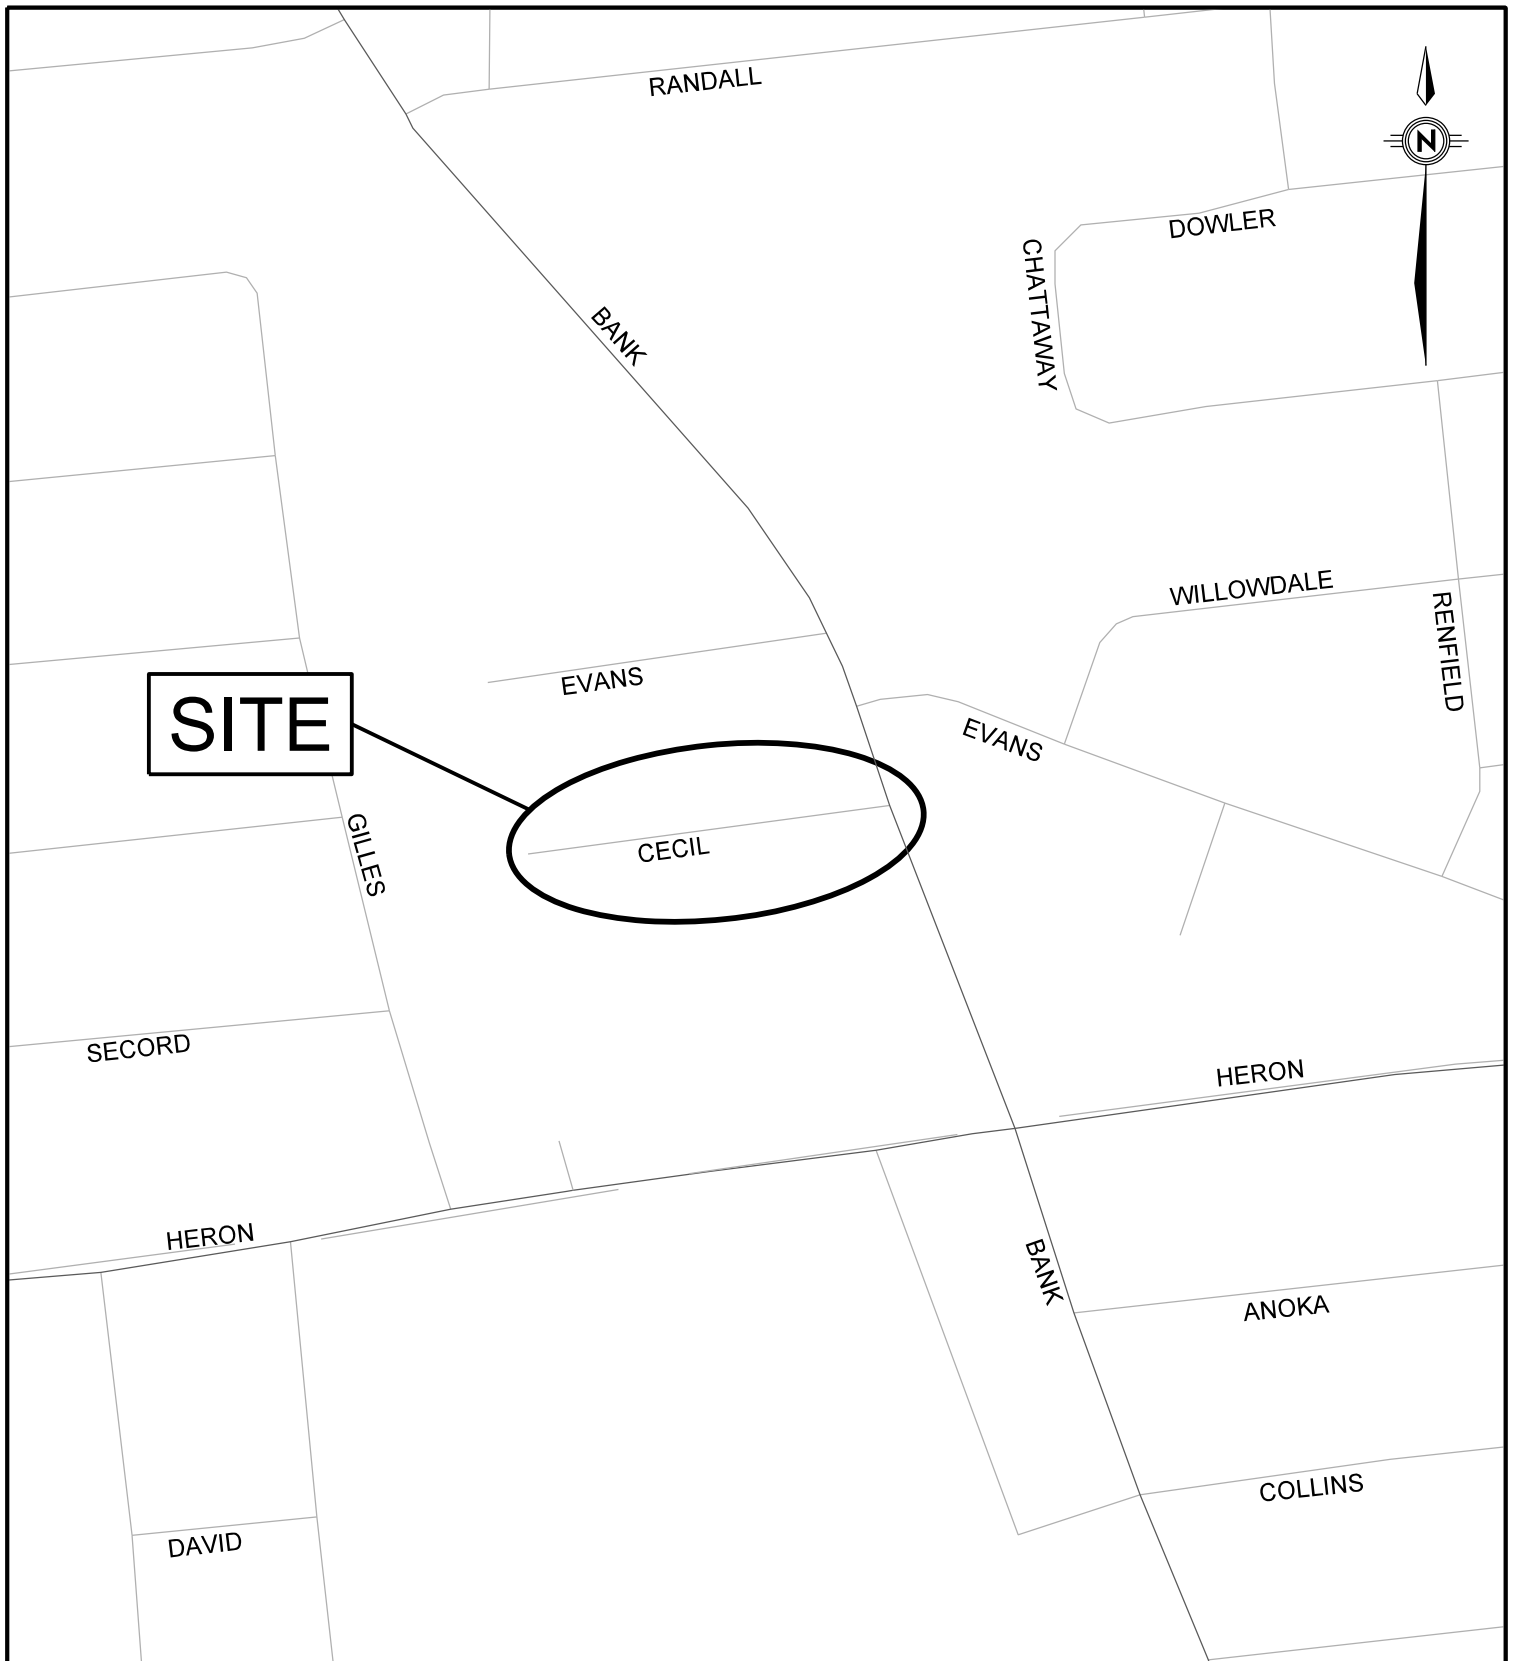 RANDALL
N
DOWLER
CHATTAWAY
BANK
WILLOWDALE
RENFIELD
EVANS
SITE
EVANS
GILLES
CECIL
SECORD
HERON
HERON
BANK
ANOKA
COLLINS
DAVID